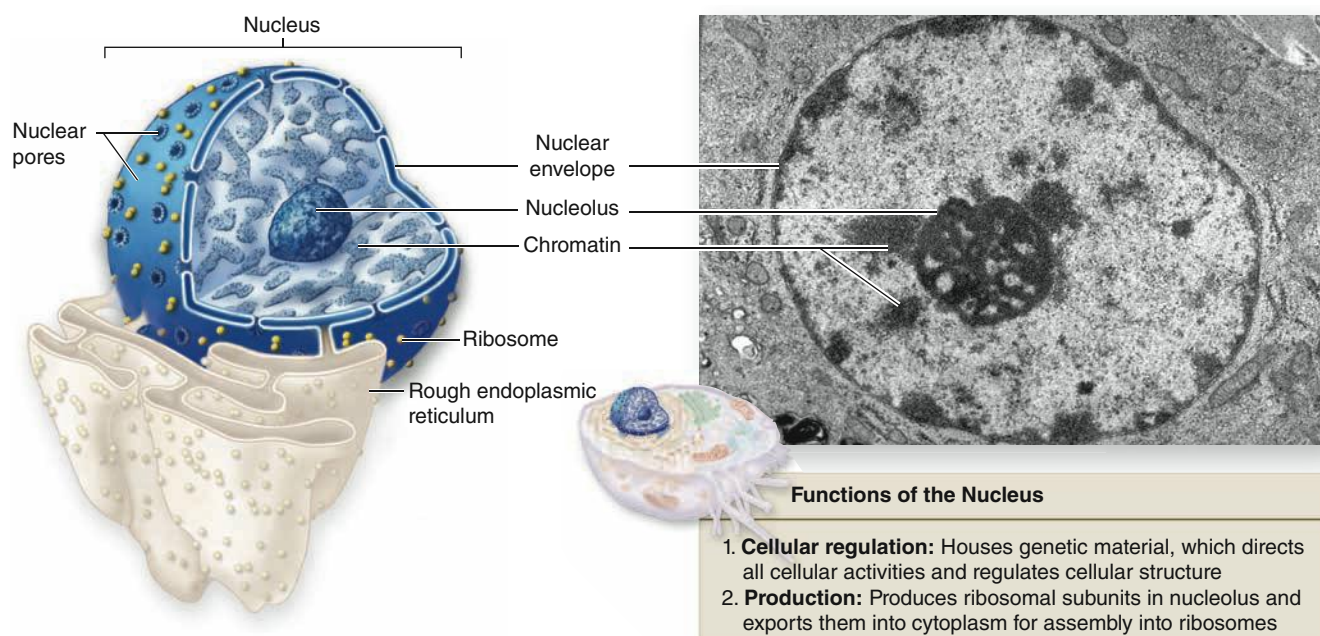 Nucleus
Nuclear
pores
Nuclear
envelope
Nucleolus
Chromatin
Ribosome
Rough endoplasmic
reticulum
Functions of the Nucleus
1. Cellular regulation: Houses genetic material, which directs
all cellular activities and regulates cellular structure
2. Production: Produces ribosomal subunits in nucleolus and
exports them into cytoplasm for assembly into ribosomes